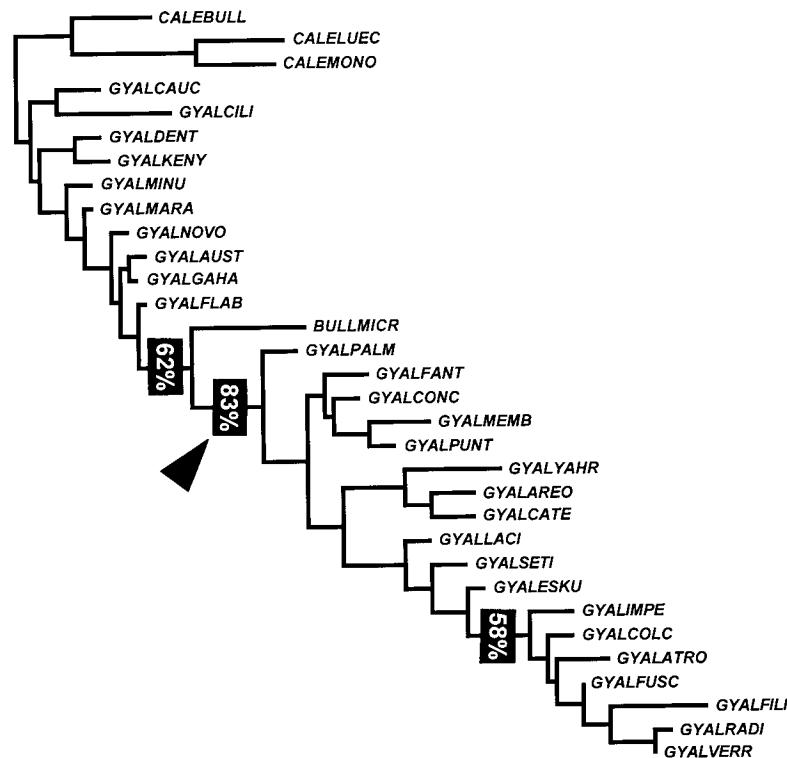 CALEBULL
CALELUEC
CALEMONO
GYALCAUC
GYALCILI
GYALDENT
GYALKENY
GYALMINU
GYALMARA
GYALNOVO
GYALAUST
GYALGAHA
GYALFLAB
BULLMICR
62%
GYALPALM
GYALFANT
83%
GYALCONC
GYALMEMB
GYALPUNT
GYALYAHR
GYALAREO
GYALCATE
GYALLACI
GYALSETI
GYALESKU
GYALIMPE
58%
GYALCOLC
GYALATRO
GYALFUSC
GYALFILI
GYALRADI
GYALVERR